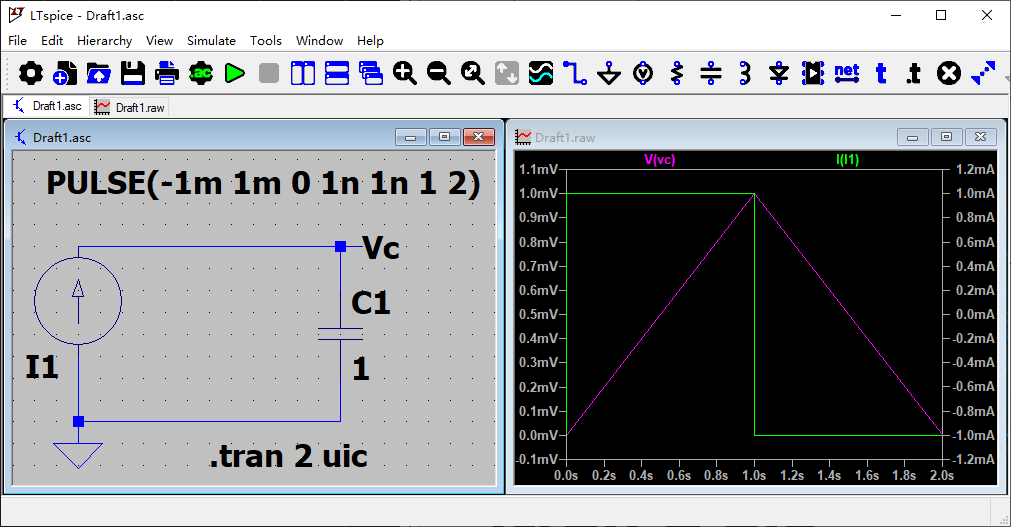 LTspice - Draft1.asc
File Edit Hierarchy View Simulate Tools Window Help
.ac net t .t
Draft1.asc Draft1.raw
Draft1.asc
PULSE(-1m 1m 0 1n 1n 1 2)
Vc
C1
I1
1
.tran 2 uic
Draft1.raw
V(vc) I(I1)
1.1mV 1.2mA
1.0mV 1.0mA
0.9mV 0.8mA
0.8mV 0.6mA
0.7mV 0.4mA
0.6mV 0.2mA
0.5mV 0.0mA
0.4mV -0.2mA
0.3mV -0.4mA
0.2mV -0.6mA
0.1mV -0.8mA
0.0mV -1.0mA
-0.1mV -1.2mA
0.0s 0.2s 0.4s 0.6s 0.8s 1.0s 1.2s 1.4s 1.6s 1.8s 2.0s